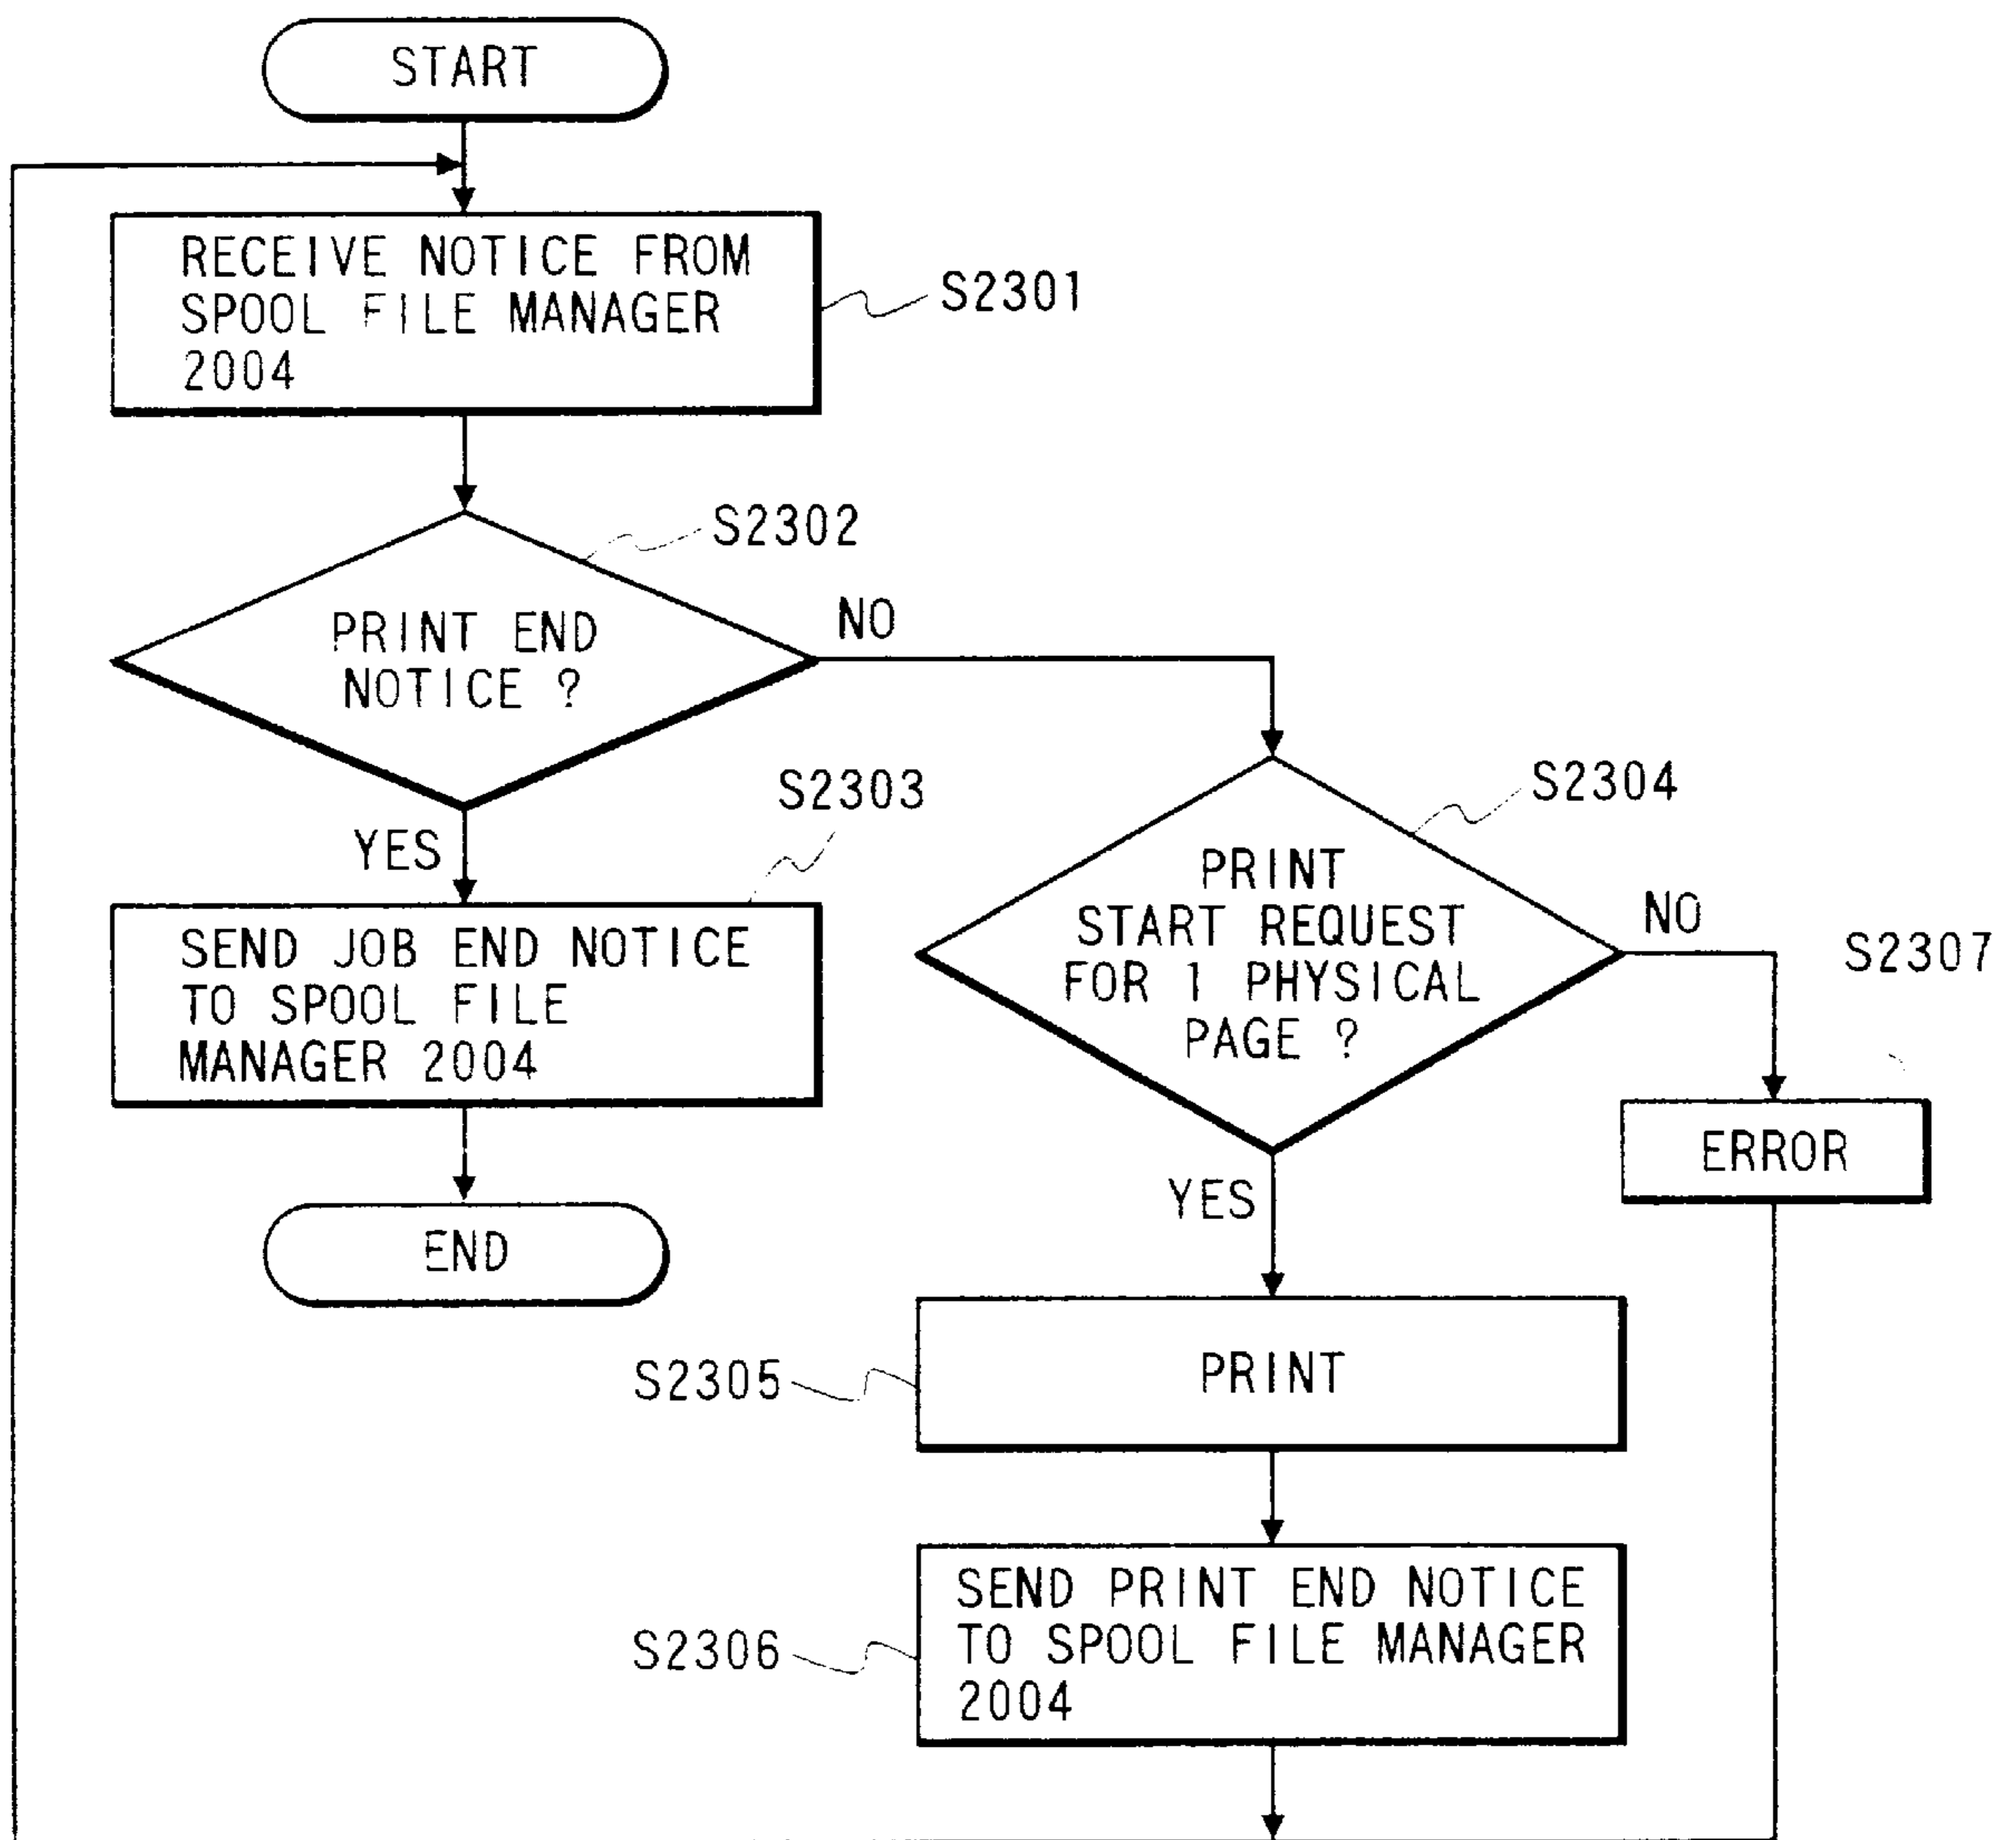 START
RECEIVE NOTICE FROM
SPOOL FILE MANAGER
2004
S2301
S2302
PRINT END
NOTICE ?
NO
YES
S2303
SEND JOB END NOTICE
TO SPOOL FILE
MANAGER 2004
END
S2304
PRINT
START REQUEST
FOR 1 PHYSICAL
PAGE ?
NO
S2307
ERROR
YES
S2305
PRINT
S2306
SEND PRINT END NOTICE
TO SPOOL FILE MANAGER
2004